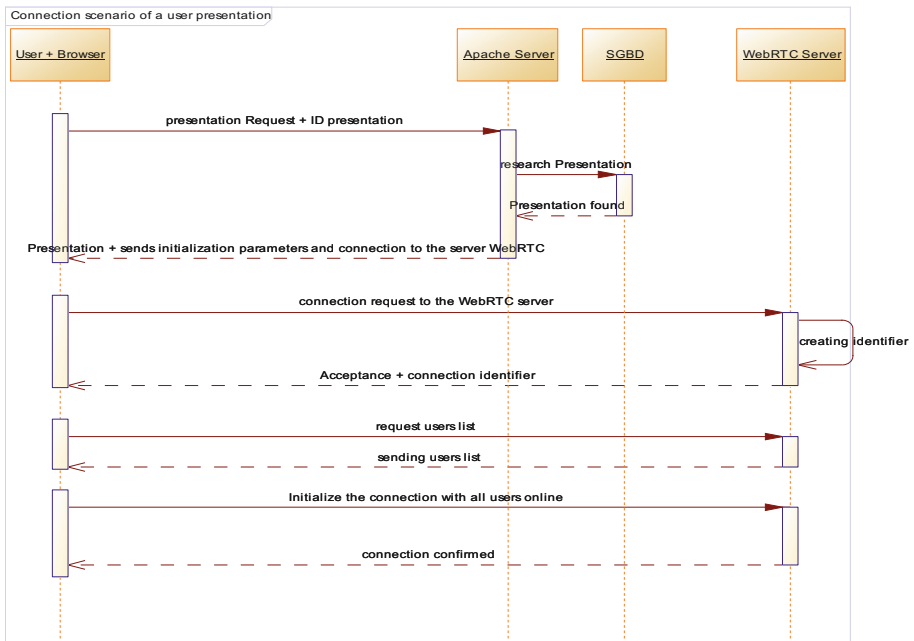 Connection scenario of a user presentation
User + Browser
Apache Server
SGBD
WebRTC Server
presentation Request + ID presentation
research Presentation
Presentation found
Presentation + sends initialization parameters and connection to the server WebRTC
connection request to the WebRTC server
creating identifier
Acceptance + connection identifier
request users list
sending users list
Initialize the connection with all users online
connection confirmed